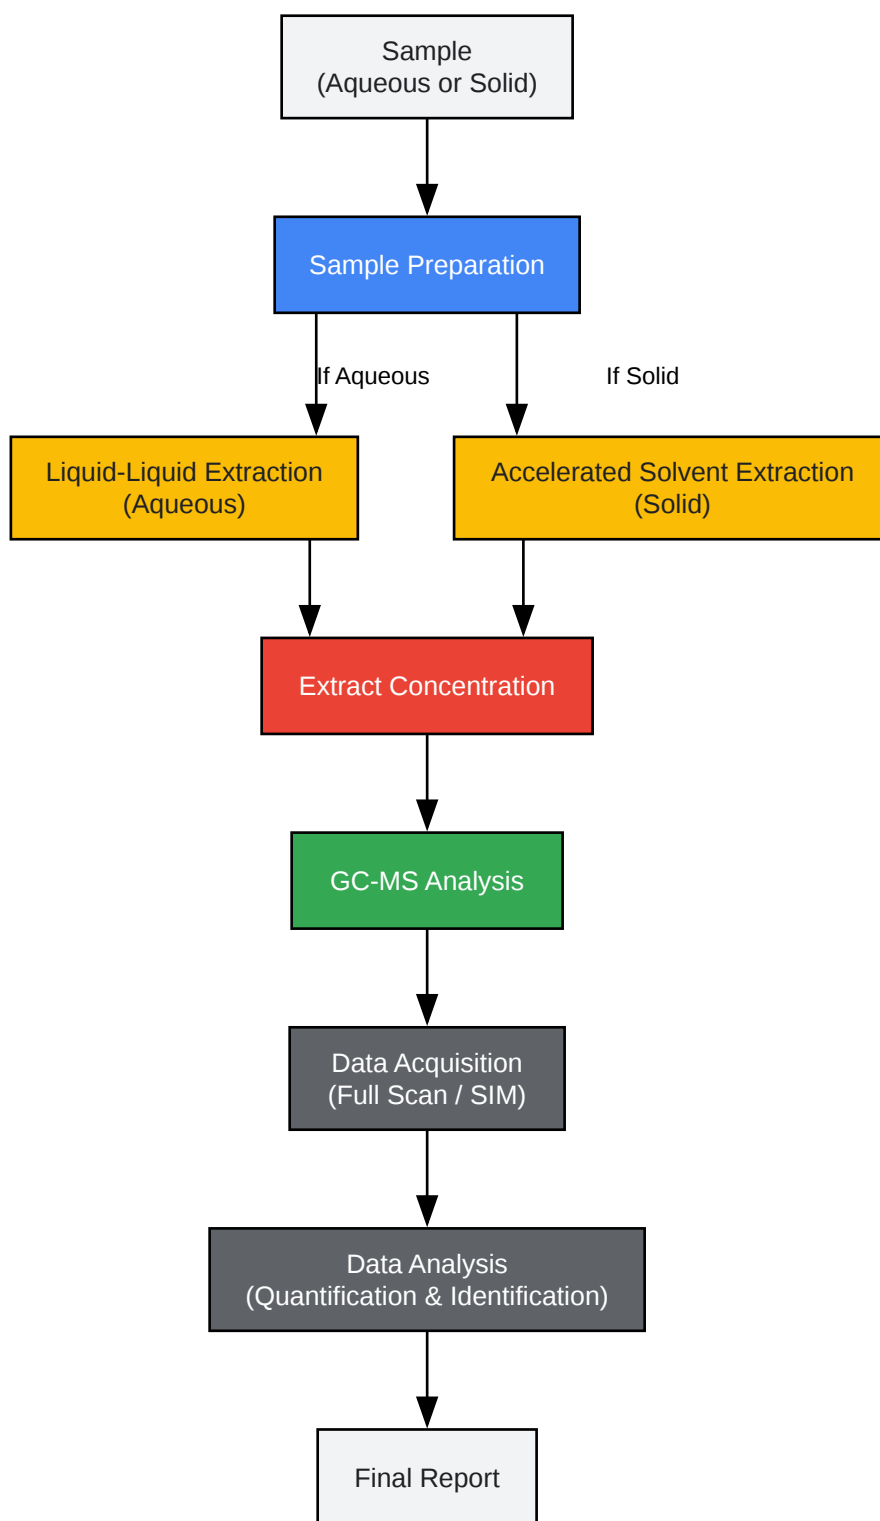 Sample
(Aqueous or Solid)
Sample Preparation
If Aqueous
If Solid
Liquid-Liquid Extraction
(Aqueous)
Accelerated Solvent Extraction
(Solid)
Extract Concentration
GC-MS Analysis
Data Acquisition
(Full Scan / SIM)
Data Analysis
(Quantification & Identification)
Final Report